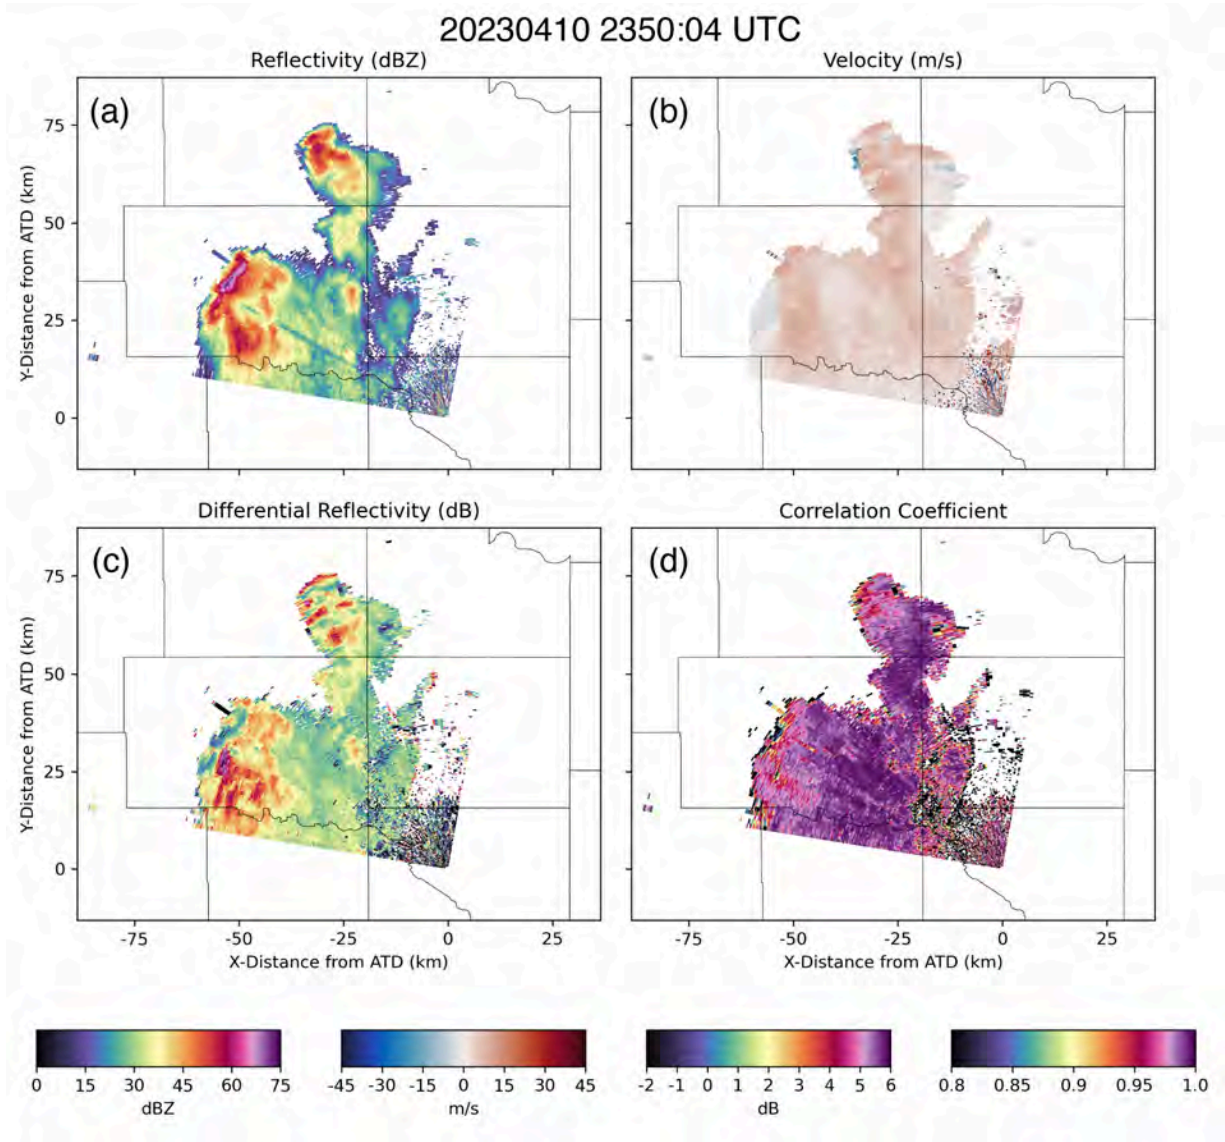 20230410 2350:04 UTC
Reflectivity (dBZ)
Velocity (m/s)
(a)
(b)
75
50
25
0
Y-Distance from ATD (km)
Differential Reflectivity (dB)
Correlation Coefficient
(c)
(d)
75
50
25
0
Y-Distance from ATD (km)
-75 -50 -25 0 25
-75 -50 -25 0 25
X-Distance from ATD (km)
X-Distance from ATD (km)
0 15 30 45 60 75
dBZ
-45 -30 -15 0 15 30 45
m/s
-2 -1 0 1 2 3 4 5 6
dB
0.8 0.85 0.9 0.95 1.0